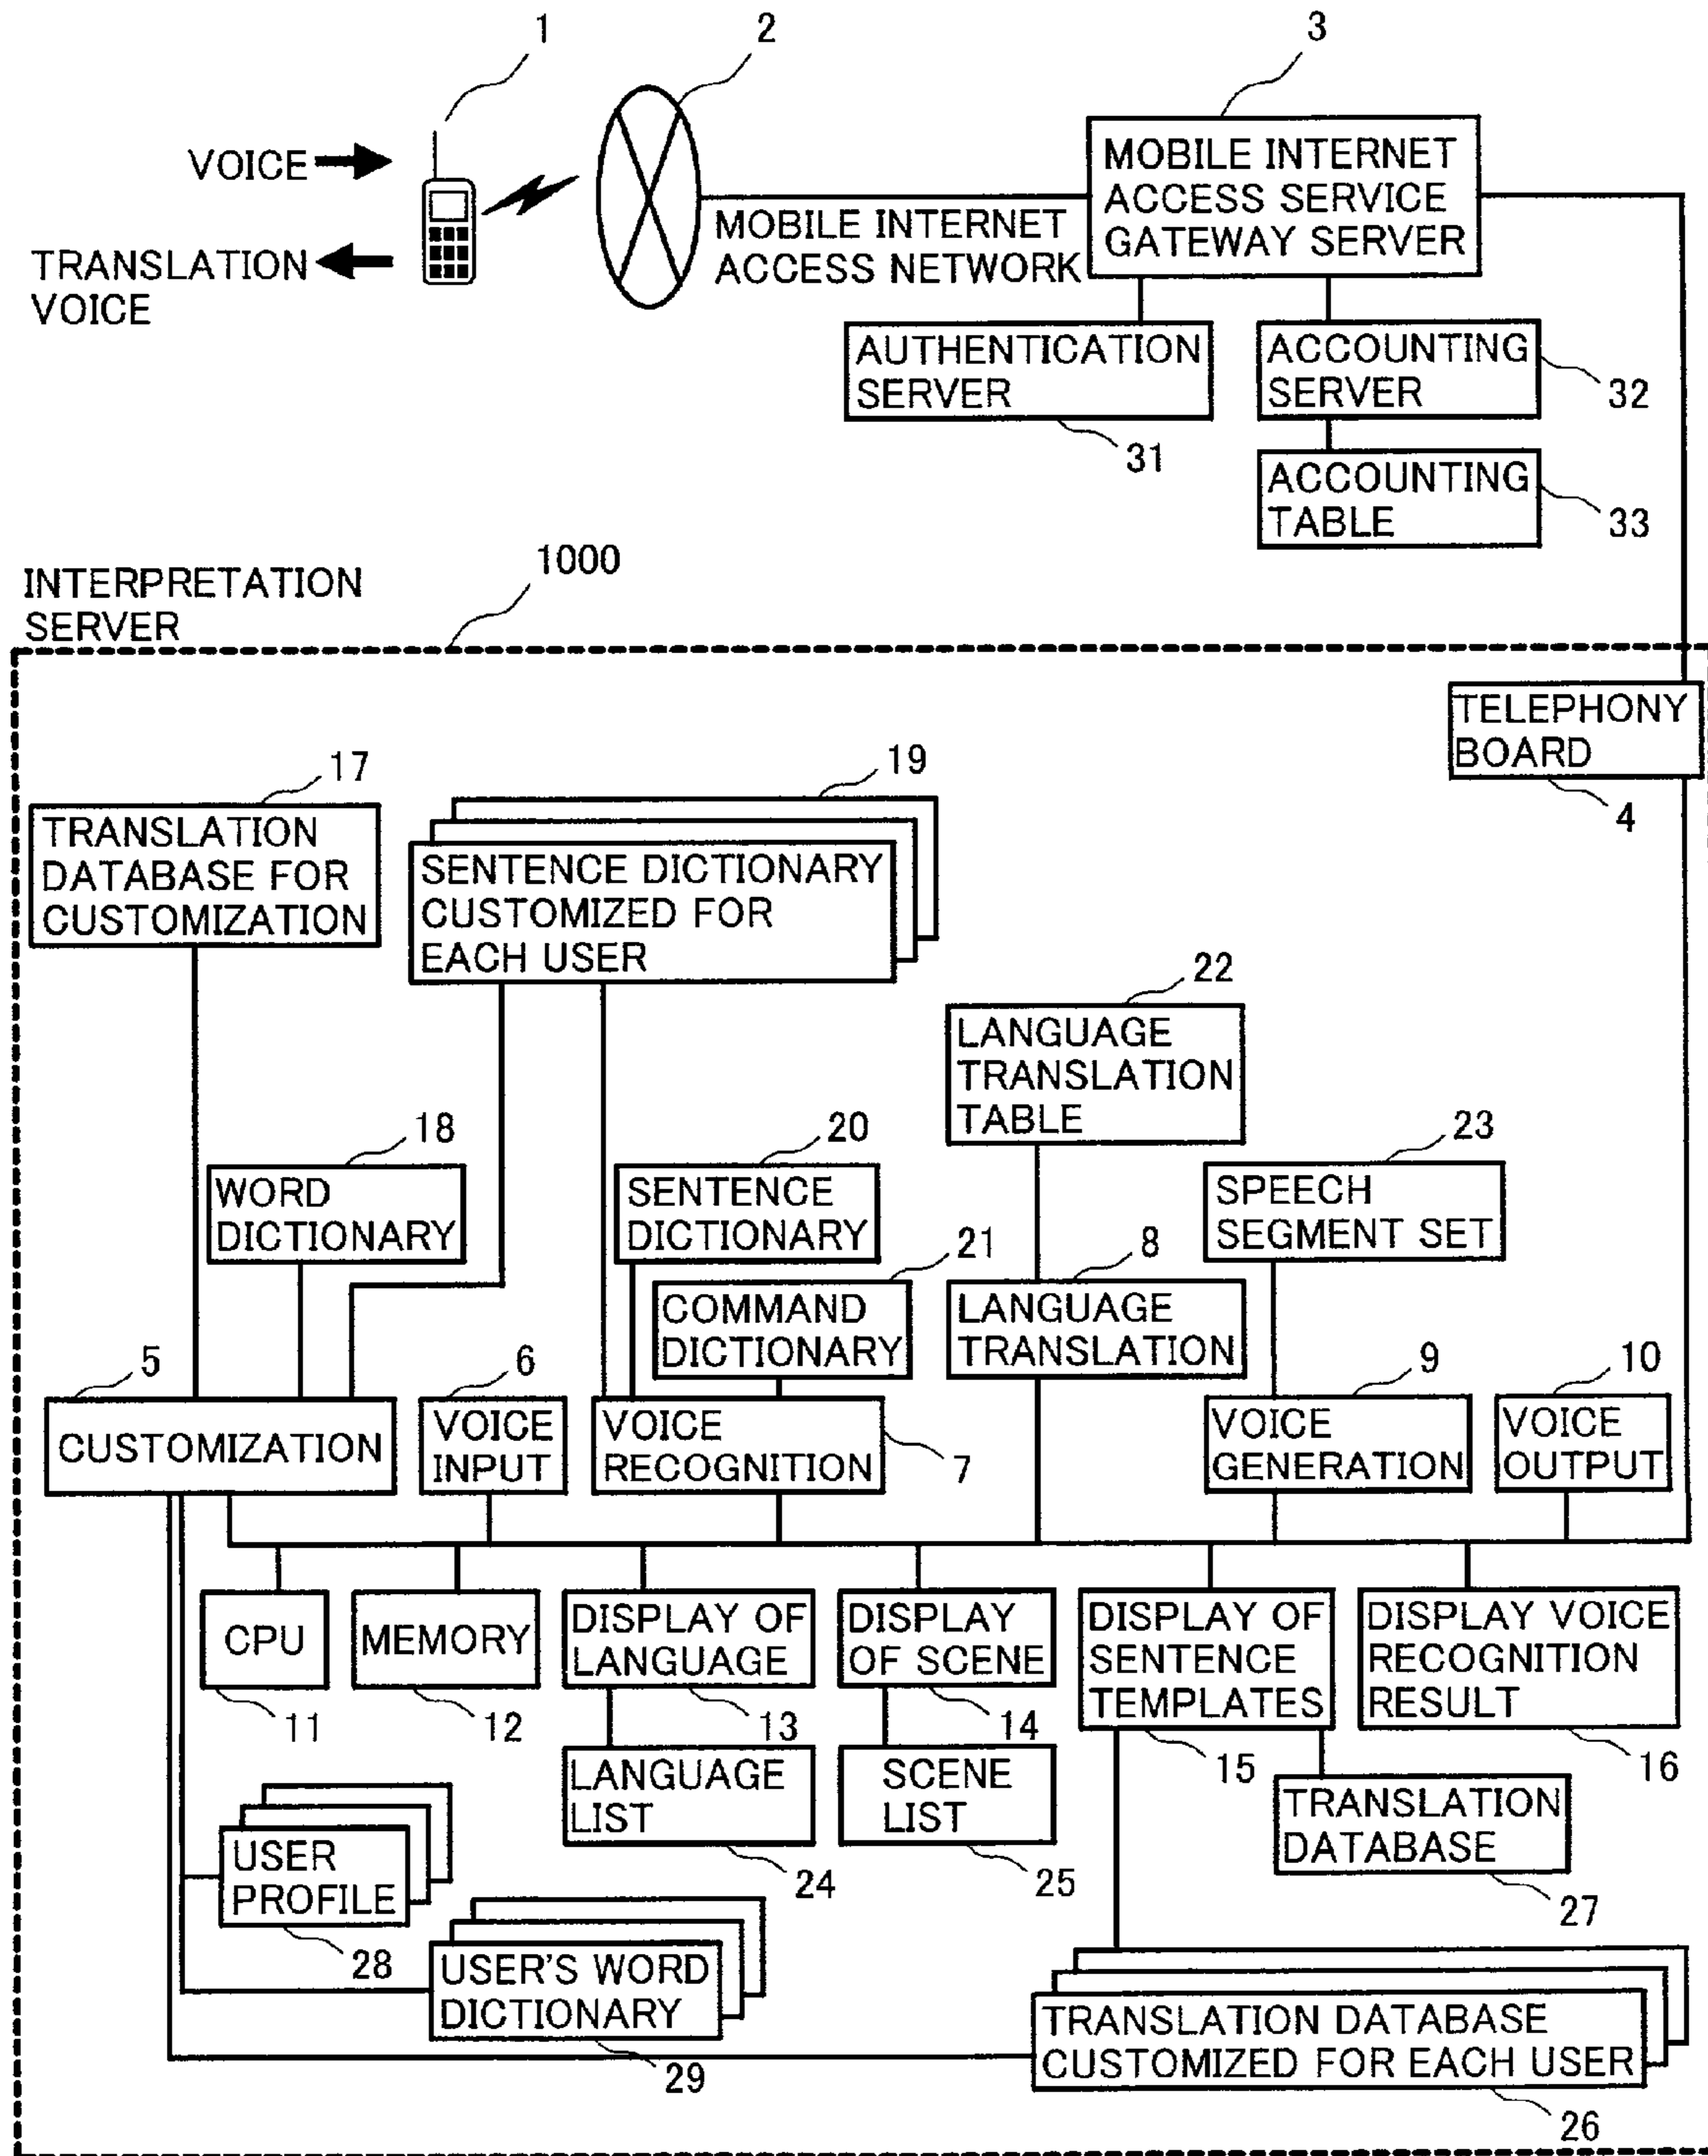 1
2
3
VOICE
TRANSLATION
VOICE
MOBILE INTERNET
ACCESS NETWORK
MOBILE INTERNET
ACCESS SERVICE
GATEWAY SERVER
AUTHENTICATION
SERVER
31
ACCOUNTING
SERVER
32
ACCOUNTING
TABLE
33
INTERPRETATION
SERVER
1000
TELEPHONY
BOARD
4
17
TRANSLATION
DATABASE FOR
CUSTOMIZATION
19
SENTENCE DICTIONARY
CUSTOMIZED FOR
EACH USER
22
LANGUAGE
TRANSLATION
TABLE
18
WORD
DICTIONARY
20
SENTENCE
DICTIONARY
23
SPEECH
SEGMENT SET
21
COMMAND
DICTIONARY
8
LANGUAGE
TRANSLATION
5
CUSTOMIZATION
6
VOICE
INPUT
VOICE
RECOGNITION
7
9
VOICE
GENERATION
10
VOICE
OUTPUT
CPU
11
MEMORY
12
DISPLAY OF
LANGUAGE
13
DISPLAY
OF SCENE
14
DISPLAY OF
SENTENCE
TEMPLATES
15
DISPLAY VOICE
RECOGNITION
RESULT
16
LANGUAGE
LIST
24
SCENE
LIST
25
TRANSLATION
DATABASE
27
USER
PROFILE
28
USER'S WORD
DICTIONARY
29
TRANSLATION DATABASE
CUSTOMIZED FOR EACH USER
26